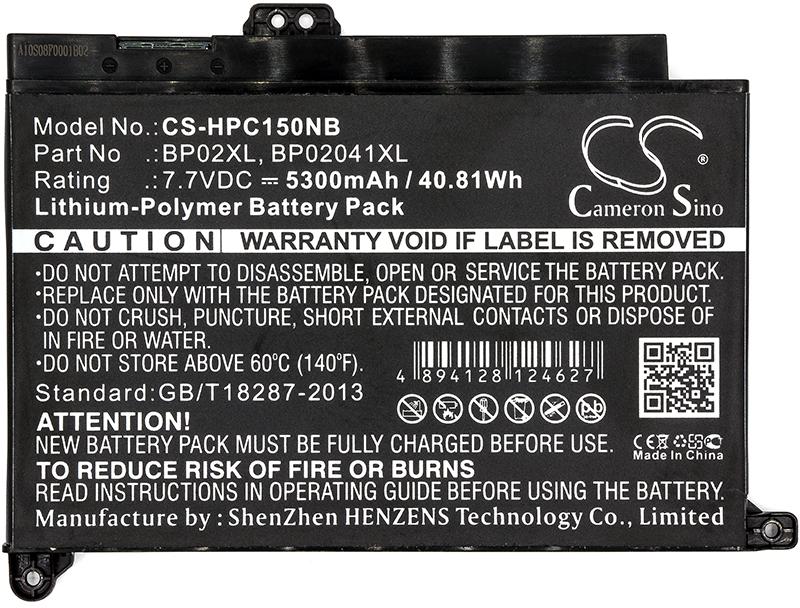 A10S08F0001B02
Model No.: CS-HPC150NB
Part No : BP02XL, BP02041XL
Rating : 7.7VDC ⎓ 5300mAh / 40.81Wh
Lithium-Polymer Battery Pack
CS
®
Cameron Sino
CAUTION WARRANTY VOID IF LABEL IS REMOVED
•DO NOT ATTEMPT TO DISASSEMBLE, OPEN OR SERVICE THE BATTERY PACK.
•REPLACE ONLY WITH THE BATTERY PACK DESIGNATED FOR THIS PRODUCT.
•DO NOT CRUSH, PUNCTURE, SHORT EXTERNAL CONTACTS OR DISPOSE OF
IN FIRE OR WATER.
•DO NOT STORE ABOVE 60°C (140°F).
Standard:GB/T18287-2013
4 894128 124627
Pb
ATTENTION!
NEW BATTERY PACK MUST BE FULLY CHARGED BEFORE USE.
TO REDUCE RISK OF FIRE OR BURNS
READ INSTRUCTIONS IN OPERATING GUIDE BEFORE USING THE BATTERY.
CE
Made In China
Manufacture by : ShenZhen HENZENS Technology Co., Limited